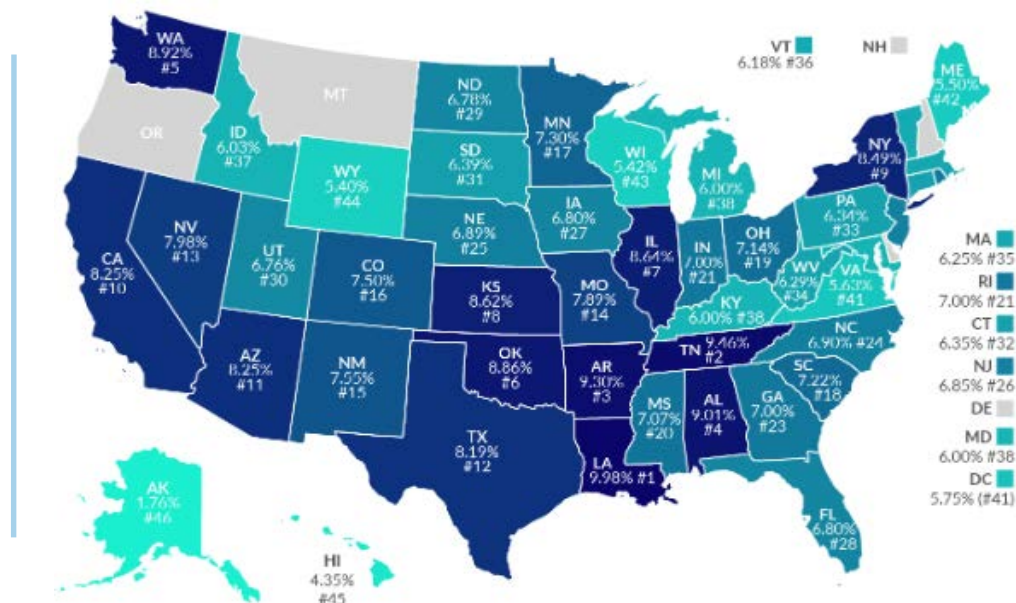 WA
8.92%
#5
VT
6.18% #36
NH
ME
5.50%
#42
MT
ND
6.78%
#29
MN
7.30%
#17
OR
ID
6.03%
#37
WY
5.40%
#44
SD
6.39%
#31
WI
5.42%
#43
MI
6.00%
#38
NY
8.49%
#9
NV
7.98%
#13
UT
6.76%
#30
CO
7.50%
#16
NE
6.89%
#25
IA
6.80%
#27
IL
8.64%
#7
IN
7.00%
#21
OH
7.14%
#19
PA
6.34%
#33
CA
8.25%
#10
KS
8.62%
#8
MO
7.89%
#14
KY
6.00% #38
WV
6.29%
#34
VA
5.63%
#41
MA
6.25% #35
RI
7.00% #21
CT
6.35% #32
NJ
6.85% #26
DE
MD
6.00% #38
DC
5.75% (#41)
AZ
8.25%
#11
NM
7.55%
#15
OK
8.86%
#6
AR
9.30%
#3
TN 9.46%
#2
NC
6.90% #24
SC
7.22%
#18
TX
8.19%
#12
LA
9.98% #1
MS
7.07%
#20
AL
9.01%
#4
GA
7.00%
#23
FL
6.80%
#28
AK
1.76%
#46
HI
4.35%
#45